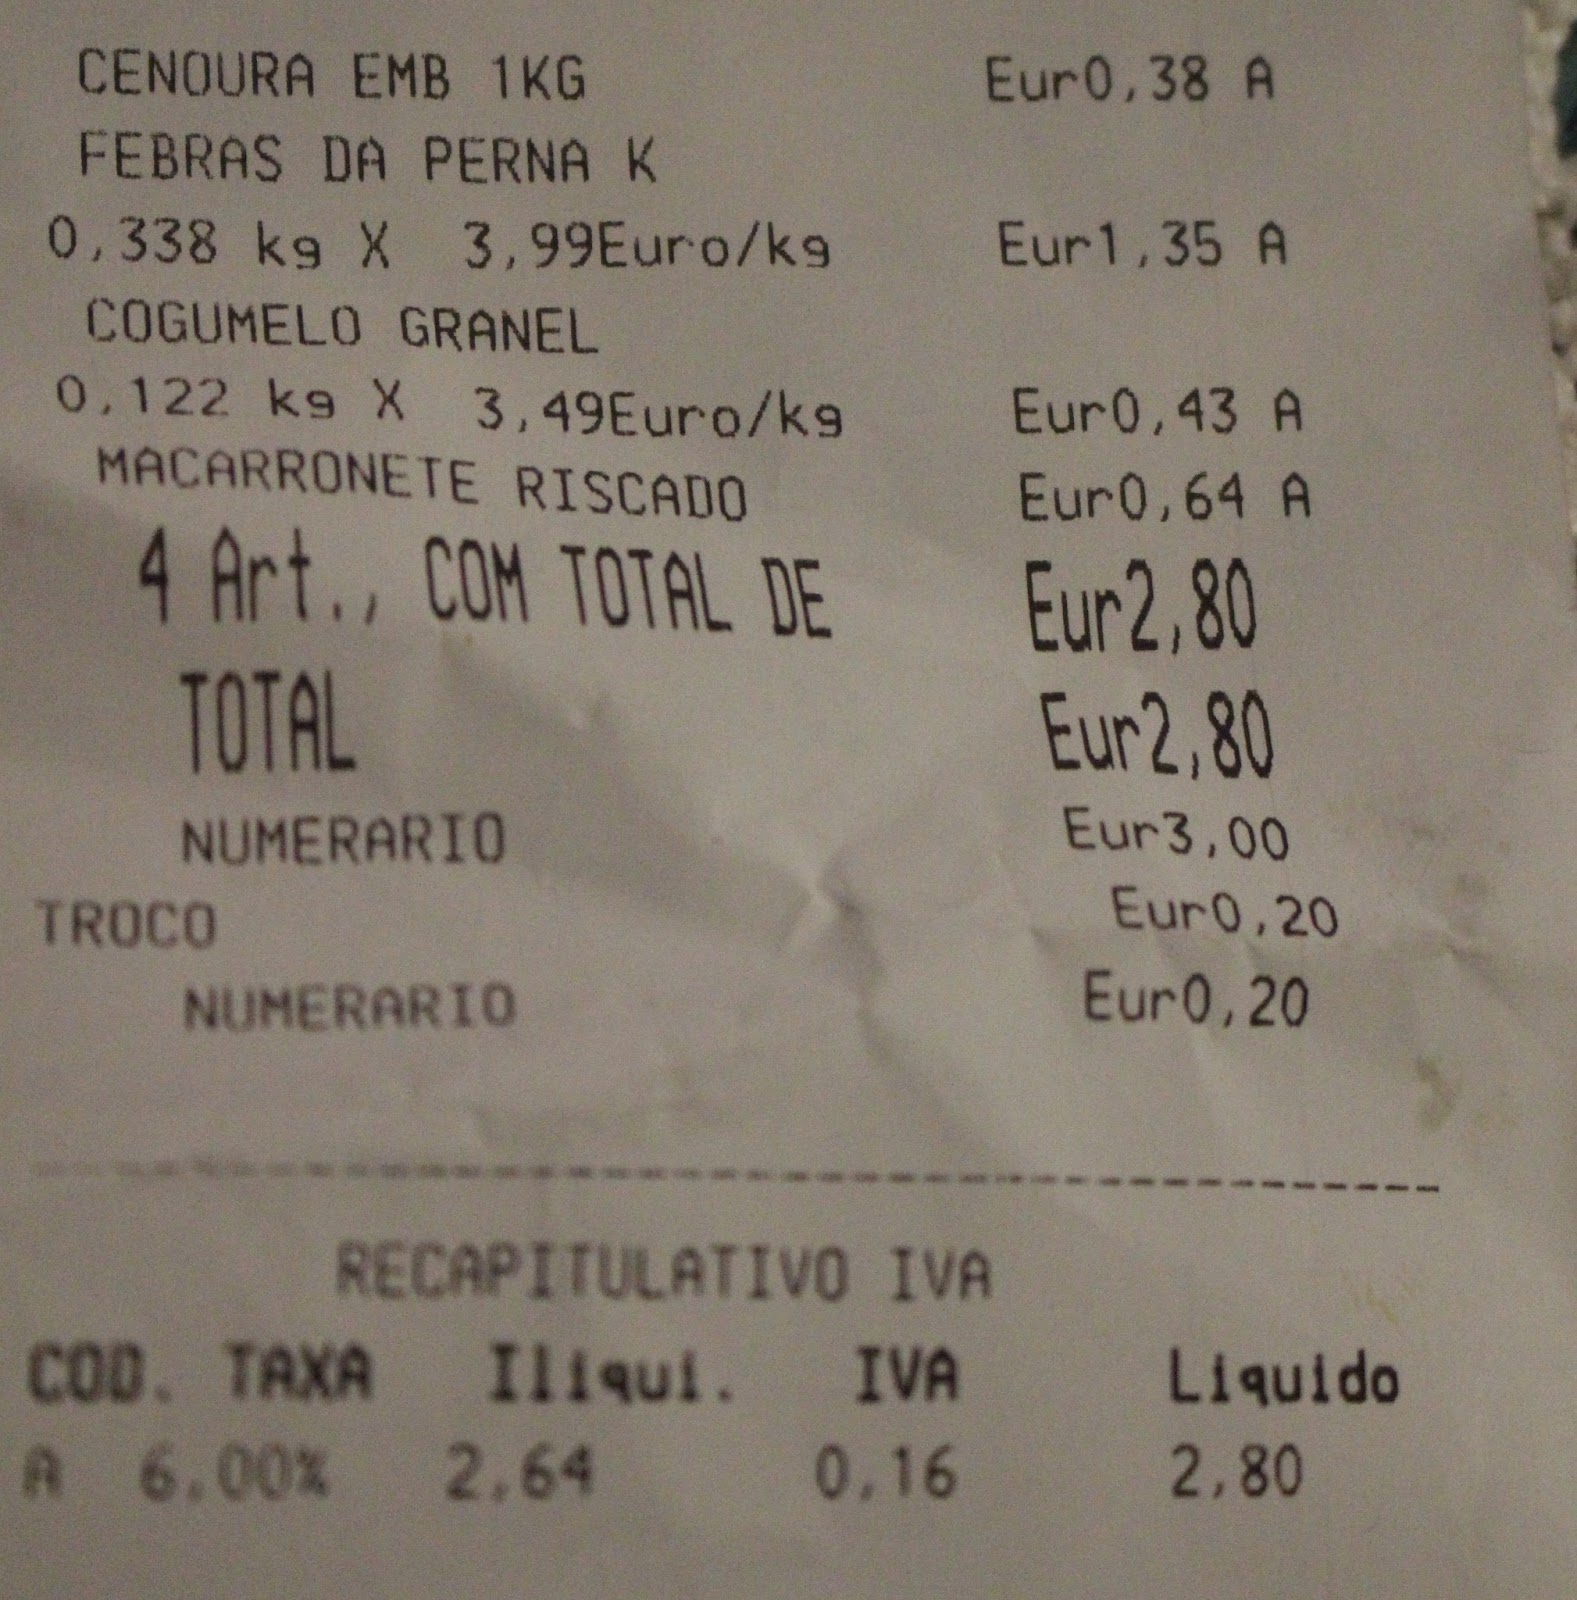 CENOURA EMB 1KG Eur0,38 A
FEBRAS DA PERNA K
0,338 kg X 3,99Euro/kg Eur1,35 A
COGUMELO GRANEL
0,122 kg X 3,49Euro/kg Eur0,43 A
MACARRONETE RISCADO Eur0,64 A
4 Art., COM TOTAL DE Eur2,80
TOTAL Eur2,80
NUMERARIO Eur3,00
TROCO Eur0,20
NUMERARIO Eur0,20
RECAPITULATIVO IVA
COD. TAXA Iliqui. IVA Liquido
A 6,00% 2,64 0,16 2,80